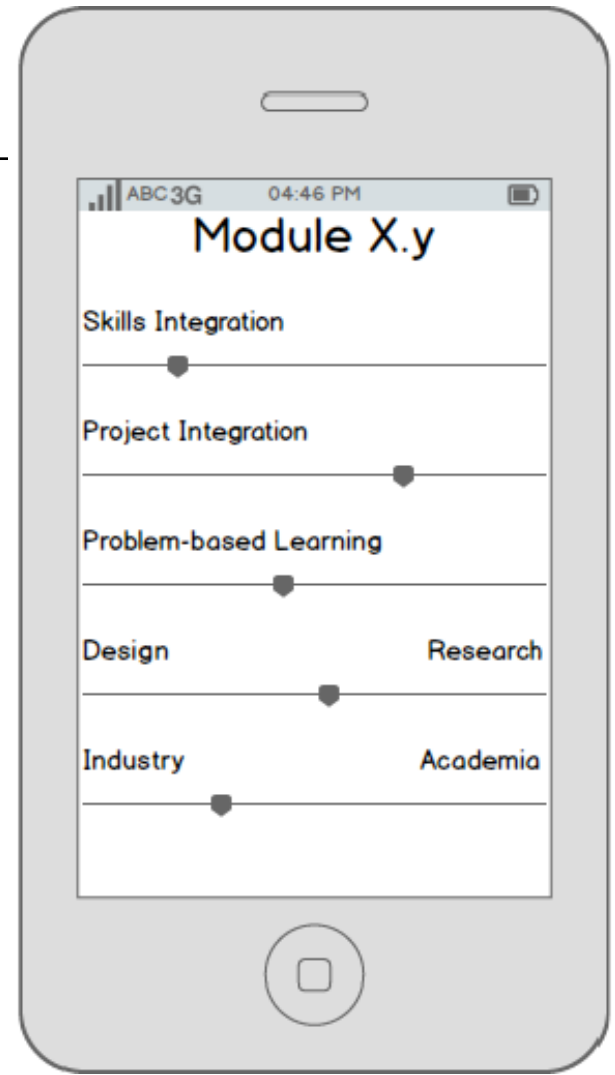 ABC 3G 04:46 PM
Module X.y
Skills Integration
Project Integration
Problem-based Learning
Design Research
Industry Academia